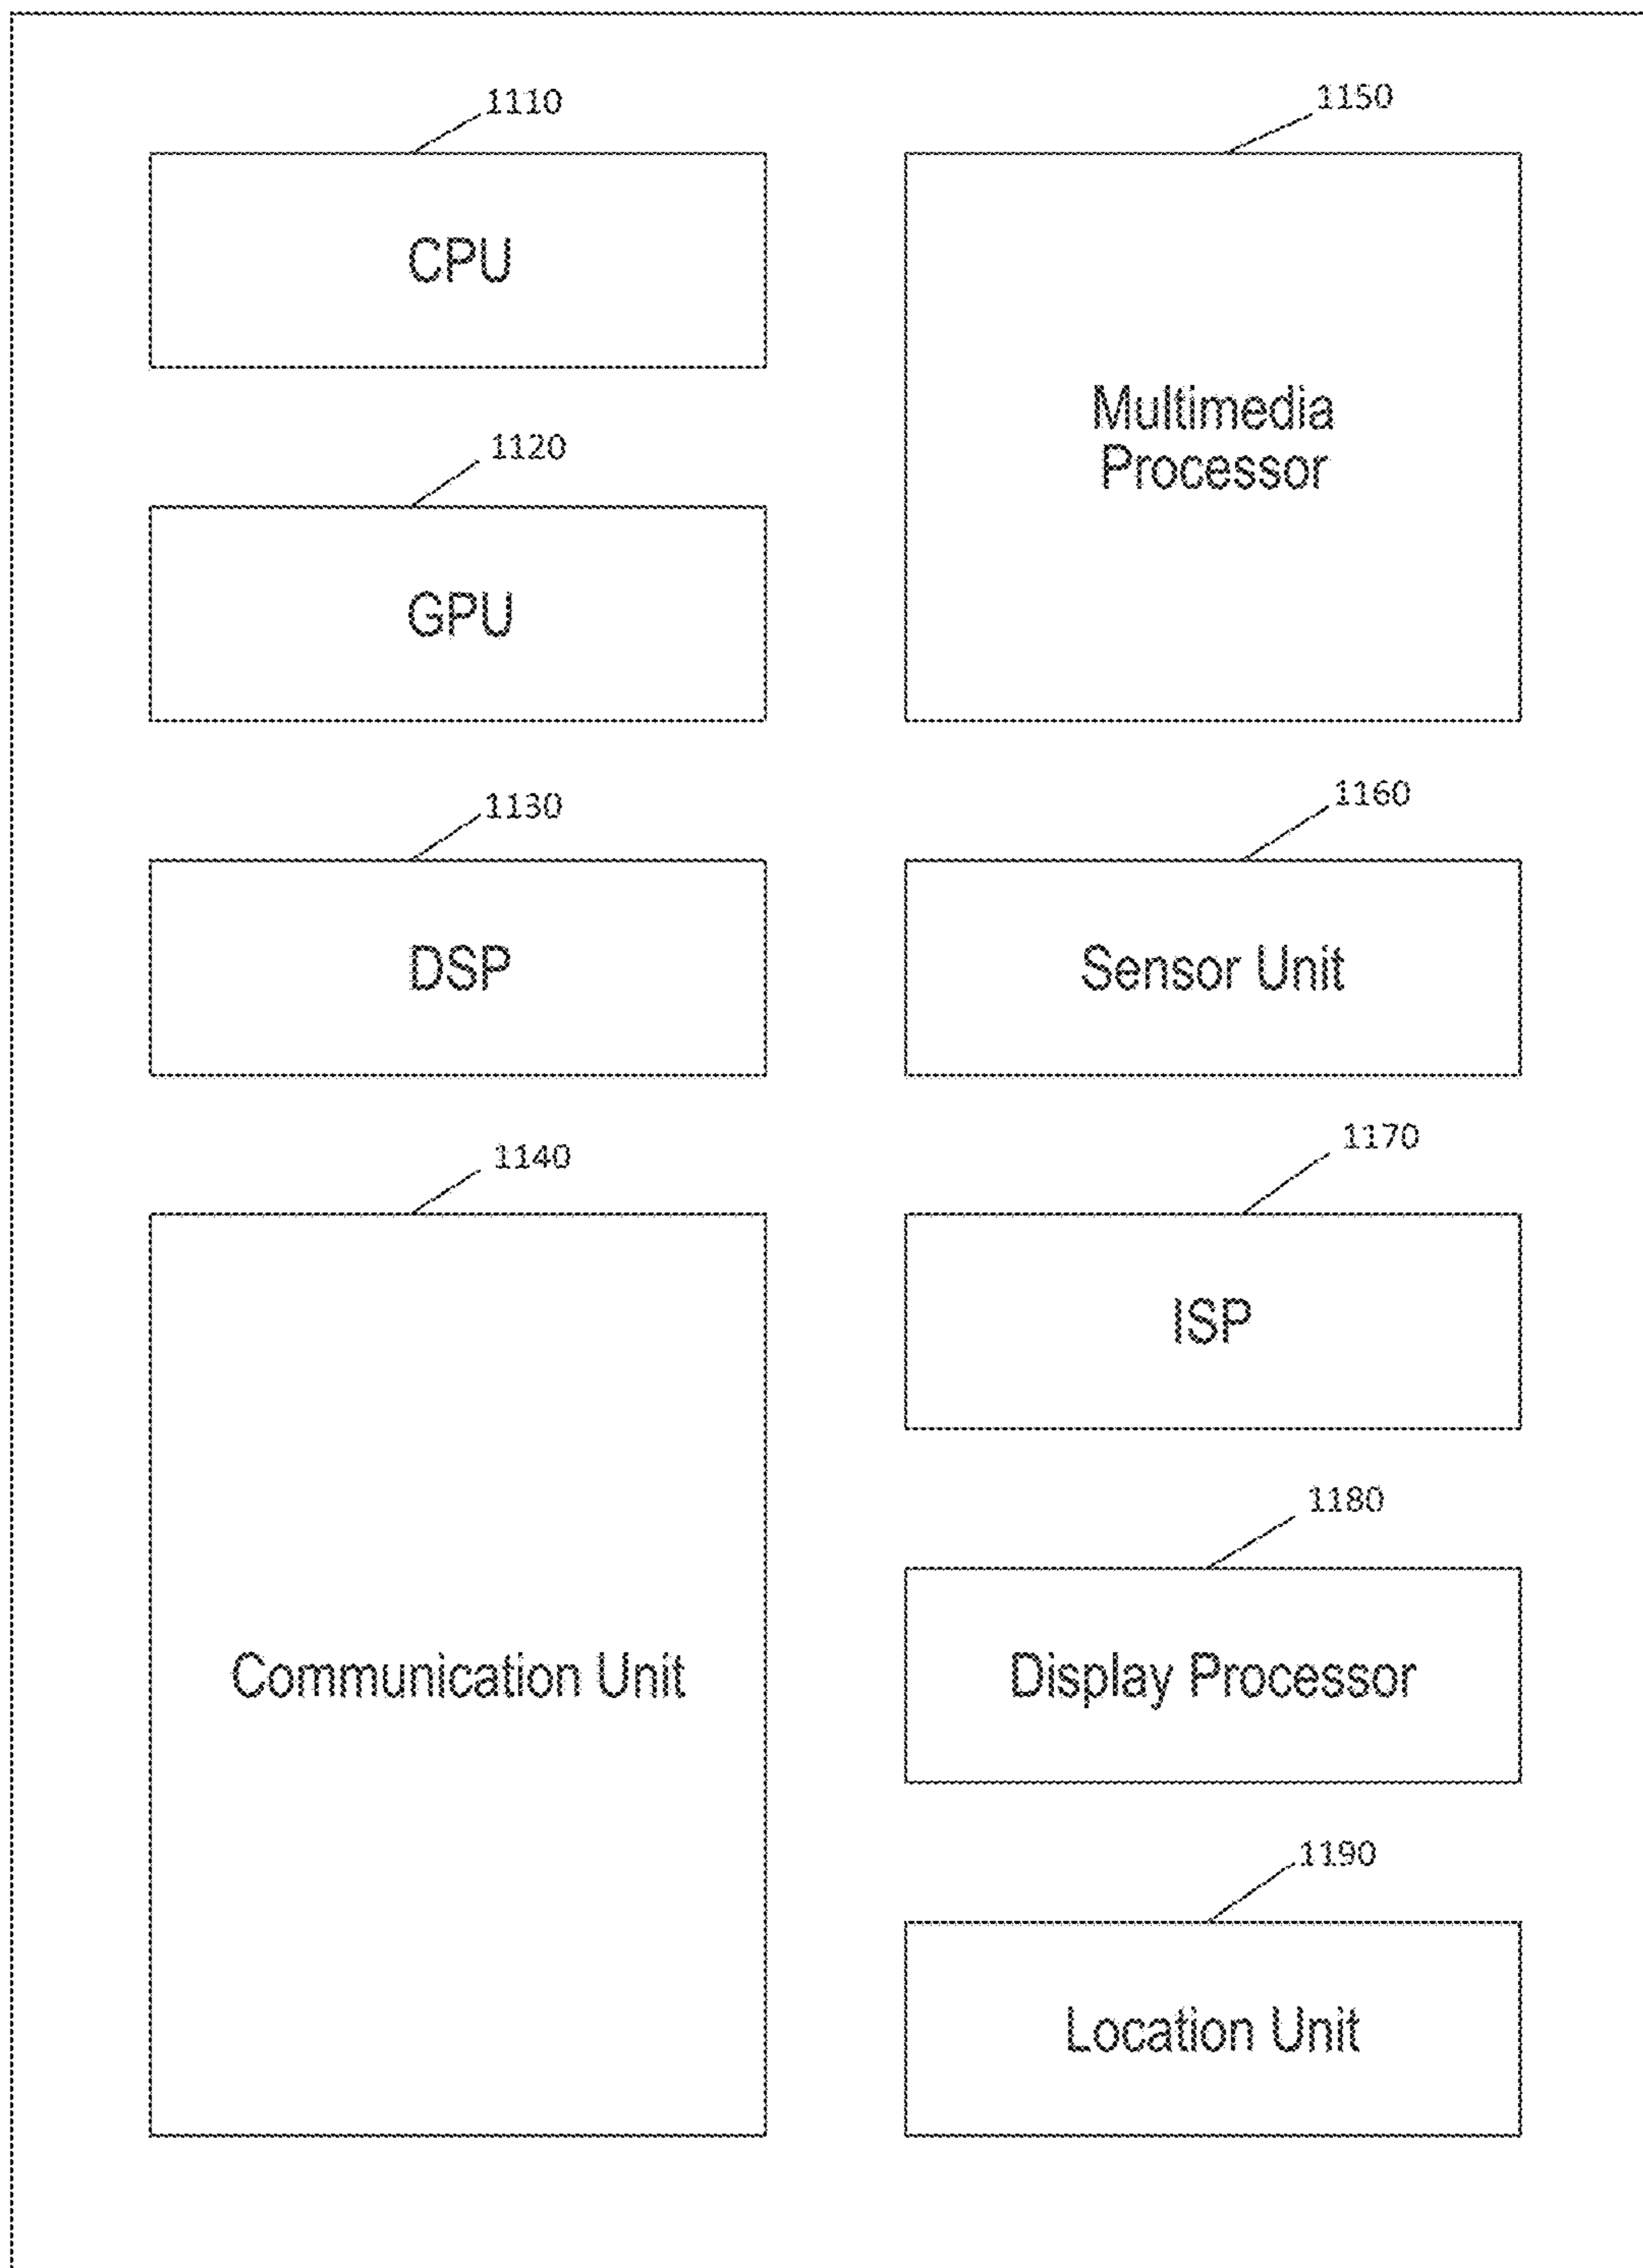 1110
CPU
1120
GPU
1130
DSP
1140
Communication Unit
1150
Multimedia
Processor
1160
Sensor Unit
1170
ISP
1180
Display Processor
1190
Location Unit